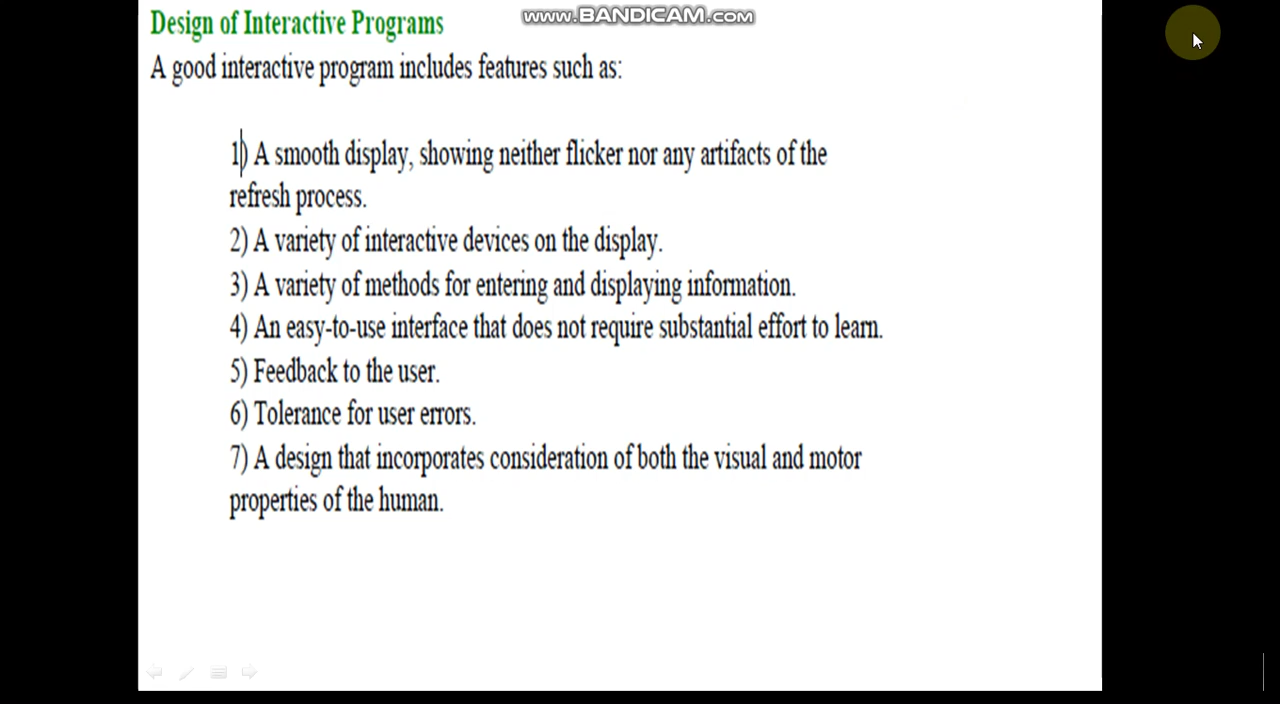 www.BANDICAM.com
Design of Interactive Programs
A good interactive program includes features such as:
1) A smooth display, showing neither flicker nor any artifacts of the
refresh process.
2) A variety of interactive devices on the display.
3) A variety of methods for entering and displaying information.
4) An easy-to-use interface that does not require substantial effort to learn.
5) Feedback to the user.
6) Tolerance for user errors.
7) A design that incorporates consideration of both the visual and motor
properties of the human.